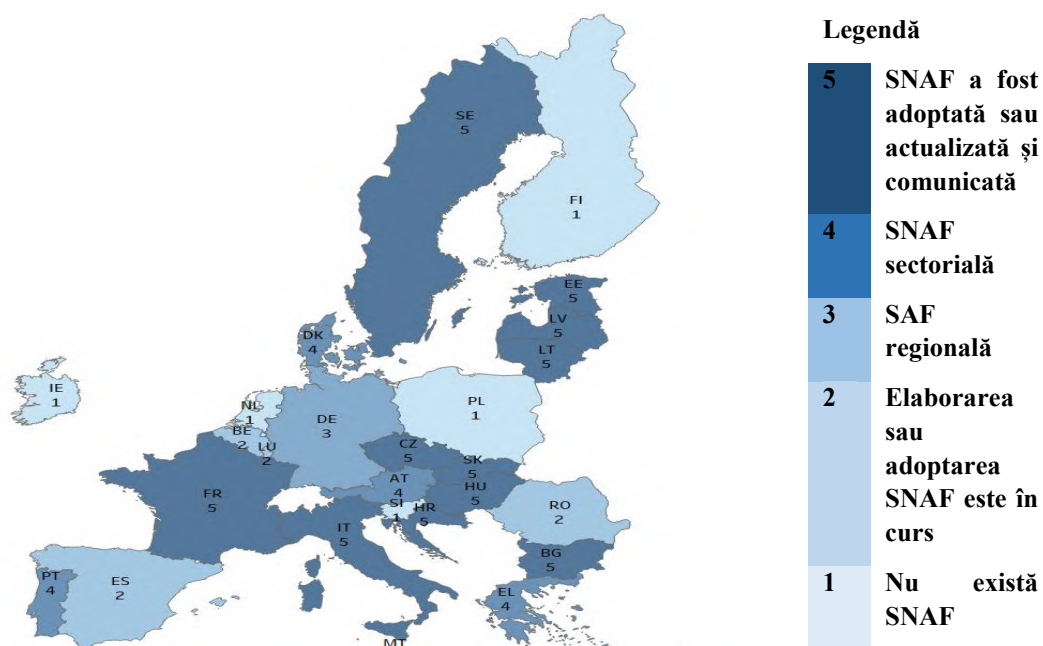 SE
5
FI
1
EE
5
LV
5
LT
5
DK
4
IE
1
NL
1
BE
2
LU
2
DE
3
PL
1
CZ
5
SK
5
AT
4
HU
5
SI
1
HR
5
FR
5
IT
5
RO
2
BG
5
PT
4
ES
2
EL
4
MT
Legendă
5 SNAF a fost
adoptată sau
actualizată și
comunicată
4 SNAF
sectorială
3 SAF
regională
2 Elaborarea
sau
adoptarea
SNAF este în
curs
1 Nu există
SNAF